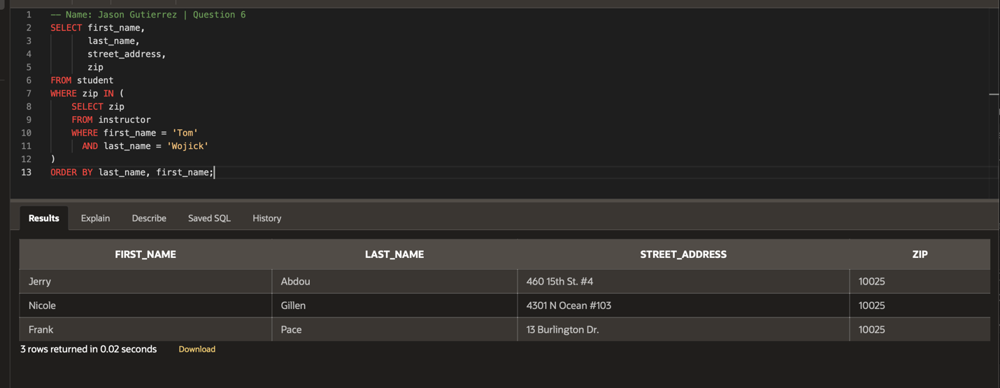 1 -- Name: Jason Gutierrez | Question 6
2 SELECT first_name,
3 last_name,
4 street_address,
5 zip
6 FROM student
7 WHERE zip IN (
8 SELECT zip
9 FROM instructor
10 WHERE first_name = 'Tom'
11 AND last_name = 'Wojick'
12 )
13 ORDER BY last_name, first_name;
Results Explain Describe Saved SQL History
FIRST_NAME LAST_NAME STREET_ADDRESS ZIP
Jerry Abdou 460 15th St. #4 10025
Nicole Gillen 4301 N Ocean #103 10025
Frank Pace 13 Burlington Dr. 10025
3 rows returned in 0.02 seconds Download